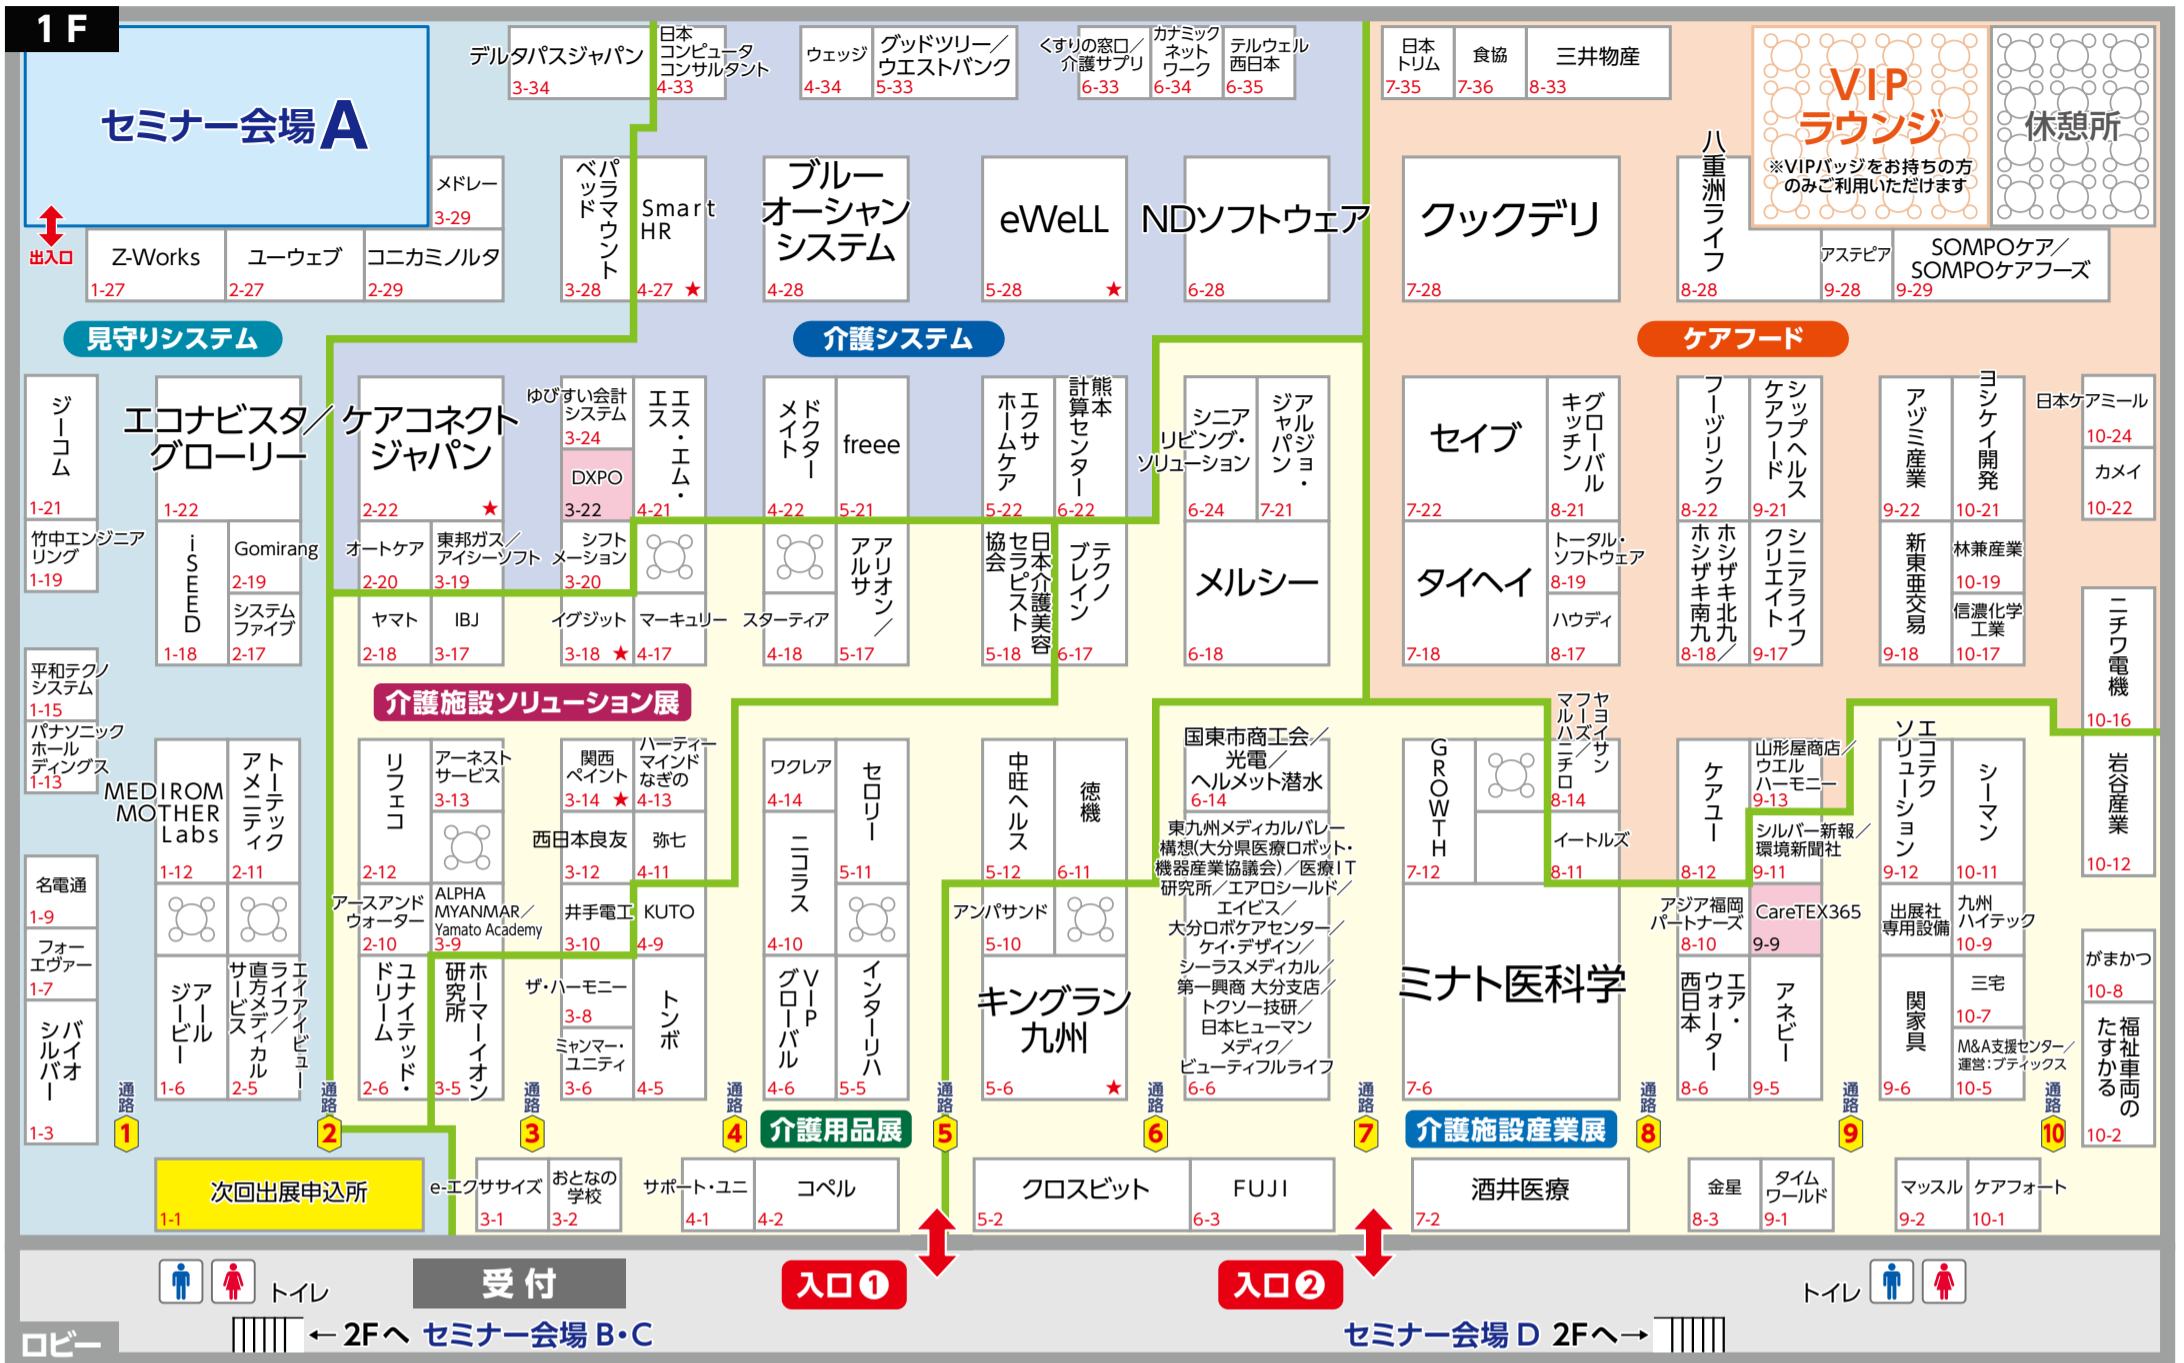 1F
セミナー会場A
出入口
デルタパスジャパン
3-34
日本
コンピュータ
コンサルタント
4-33
ウェッジ
4-34
グッドツリー／
ウエストバンク
5-33
くすりの窓口／
介護サプリ
6-33
カナミック
ネット
ワーク
6-34
テルウェル
西日本
6-35
日本
トリム
7-35
食協
7-36
三井物産
8-33
VIP
ラウンジ
※VIPバッジをお持ちの方
のみご利用いただけます
休憩所
メドレー
3-29
Z-Works
1-27
ユーウェブ
2-27
コニカミノルタ
2-29
パラマウント
ベッド
3-28
Smart
HR
4-27 ★
ブルー
オーシャン
システム
4-28
eWeLL
5-28 ★
NDソフトウェア
6-28
クックデリ
7-28
八重洲ライフ
8-28
アステピア
9-28
SOMPOケア／
SOMPOケアフーズ
9-29
見守りシステム
介護システム
ケアフード
ジーコム
1-21
エコナビスタ／
グローリー
1-22
ケアコネクト
ジャパン
2-22 ★
ゆびすい会計
システム
3-24
DXPO
3-22
エス・エム・
エス
4-21
ドクター
メイト
4-22
freee
5-21
エクサ
ホームケア
5-22
熊本
計算センター
6-22
シニア
リビング・
ソリューション
6-24
アルジョ・
ジャパン
7-21
セイブ
7-22
グローバル
キッチン
8-21
フーヅリンク
8-22
シップヘルス
ケアフード
9-21
アヅミ産業
9-22
ヨシケイ開発
10-21
日本ケアミール
10-24
カメイ
10-22
竹中エンジニア
リング
1-19
iSEED
1-18
Gomirang
2-19
システム
ファイブ
2-17
オートケア
2-20
東邦ガス／
アイシーソフト
3-19
シフト
メーション
3-20
ヤマト
2-18
IBJ
3-17
イグジット
3-18 ★
マーキュリー
4-17
スターティア
4-18
アリオン／
アルサ
5-17
日本介護美容
セラピスト
協会
5-18
テクノ
ブレイン
6-17
メルシー
6-18
タイヘイ
7-18
トータル・
ソフトウェア
8-19
ハウディ
8-17
ホシザキ北九／
ホシザキ南九
8-18
シニアライフ
クリエイト
9-17
新東亜交易
9-18
林兼産業
10-19
信濃化学
工業
10-17
ニチワ電機
10-16
平和テクノ
システム
1-15
パナソニック
ホール
ディングス
1-13
介護施設ソリューション展
MEDIROM
MOTHER
Labs
1-12
トーテック
アメニティ
2-11
リフェコ
2-12
アーネスト
サービス
3-13
関西
ペイント
3-14 ★
ハーティー
マインド
なぎの
4-13
西日本良友
3-12
弥七
4-11
ワクレア
4-14
セロリー
5-11
ニコラス
4-10
中旺ヘルス
5-12
徳機
6-11
国東市商工会／
光電／
ヘルメット潜水
6-14
東九州メディカルバレー
構想(大分県医療ロボット・
機器産業協議会)／医療IT
研究所／エアロシールド／
エイビス／
大分ロボケアセンター／
ケイ・デザイン／
シーラスメディカル／
第一興商 大分支店／
トクソー技研／
日本ヒューマン
メディク／
ビューティフルライフ
6-6
GROWTH
7-12
ヤヨイサン
フーズ／
マルハニチロ
8-14
イートルズ
8-11
ケアユー
8-12
山形屋商店／
ウエル
ハーモニー
9-13
シルバー新報／
環境新聞社
9-11
エコテク
ソリューション
9-12
シーマン
10-11
岩谷産業
10-12
名電通
1-9
フォー
エヴァー
1-7
バイオ
シルバー
1-3
アール
ジービー
1-6
エイアイビュー
ライフ／
直方メディカル
サービス
2-5
アースアンド
ウォーター
2-10
ALPHA
MYANMAR／
Yamato Academy
3-9
井手電工
3-10
KUTO
4-9
ユナイテッド・
ドリーム
2-6
ホーマーイオン
研究所
3-5
ザ・ハーモニー
3-8
ミャンマー・
ユニティ
3-6
トンボ
4-5
VIP
グローバル
4-6
インターリハ
5-5
アンパサンド
5-10
キングラン
九州
5-6 ★
ミナト医科学
7-6
アジア福岡
パートナーズ
8-10
CareTEX365
9-9
エア・
ウォーター
西日本
8-6
アネビー
9-5
出展社
専用設備
九州
ハイテック
10-9
関家具
9-6
三宅
10-7
M&A支援センター／
運営:ブティックス
10-5
がまかつ
10-8
福祉車両の
たすかる
10-2
通路
1
通路
2
通路
3
通路
4
介護用品展
通路
5
通路
6
通路
7
介護施設産業展
通路
8
通路
9
通路
10
次回出展申込所
1-1
e-エクササイズ
3-1
おとなの
学校
3-2
サポート・ユニ
4-1
コペル
4-2
クロスビット
5-2
FUJI
6-3
酒井医療
7-2
金星
8-3
タイム
ワールド
9-1
マッスル
9-2
ケアフォート
10-1
トイレ
受付
入口1
入口2
トイレ
ロビー
←2Fへ セミナー会場 B・C
セミナー会場 D 2Fへ→